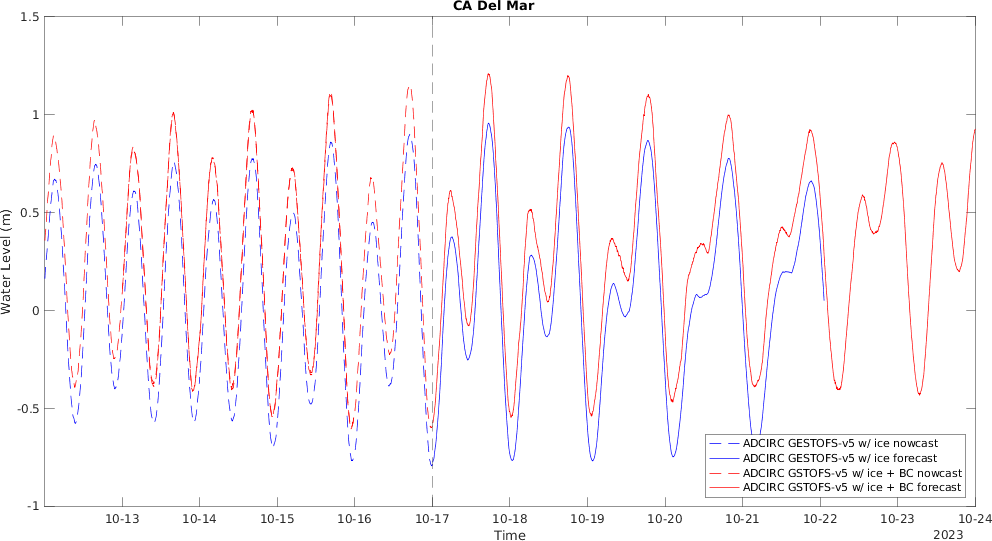 CA Del Mar
1.5
1
0.5
0
-0.5
-1
Water Level (m)
10-13 10-14 10-15 10-16 10-17 10-18 10-19 10-20 10-21 10-22 10-23 10-24
Time
2023
ADCIRC GESTOFS-v5 w/ ice nowcast
ADCIRC GESTOFS-v5 w/ ice forecast
ADCIRC GSTOFS-v5 w/ ice + BC nowcast
ADCIRC GSTOFS-v5 w/ ice + BC forecast